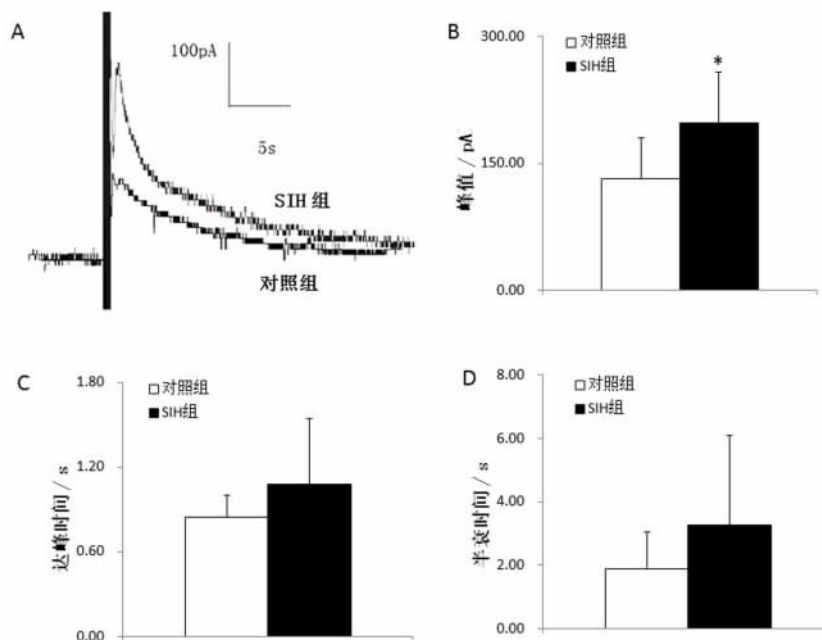 A
100pA
5s
SIH 组
对照组
B
300.00
150.00
0.00
峰值 / pA
对照组
SIH组
*
C
1.80
1.20
0.60
0.00
达峰时间 / s
对照组
SIH组
D
8.00
6.00
4.00
2.00
0.00
半衰时间 / s
对照组
SIH组